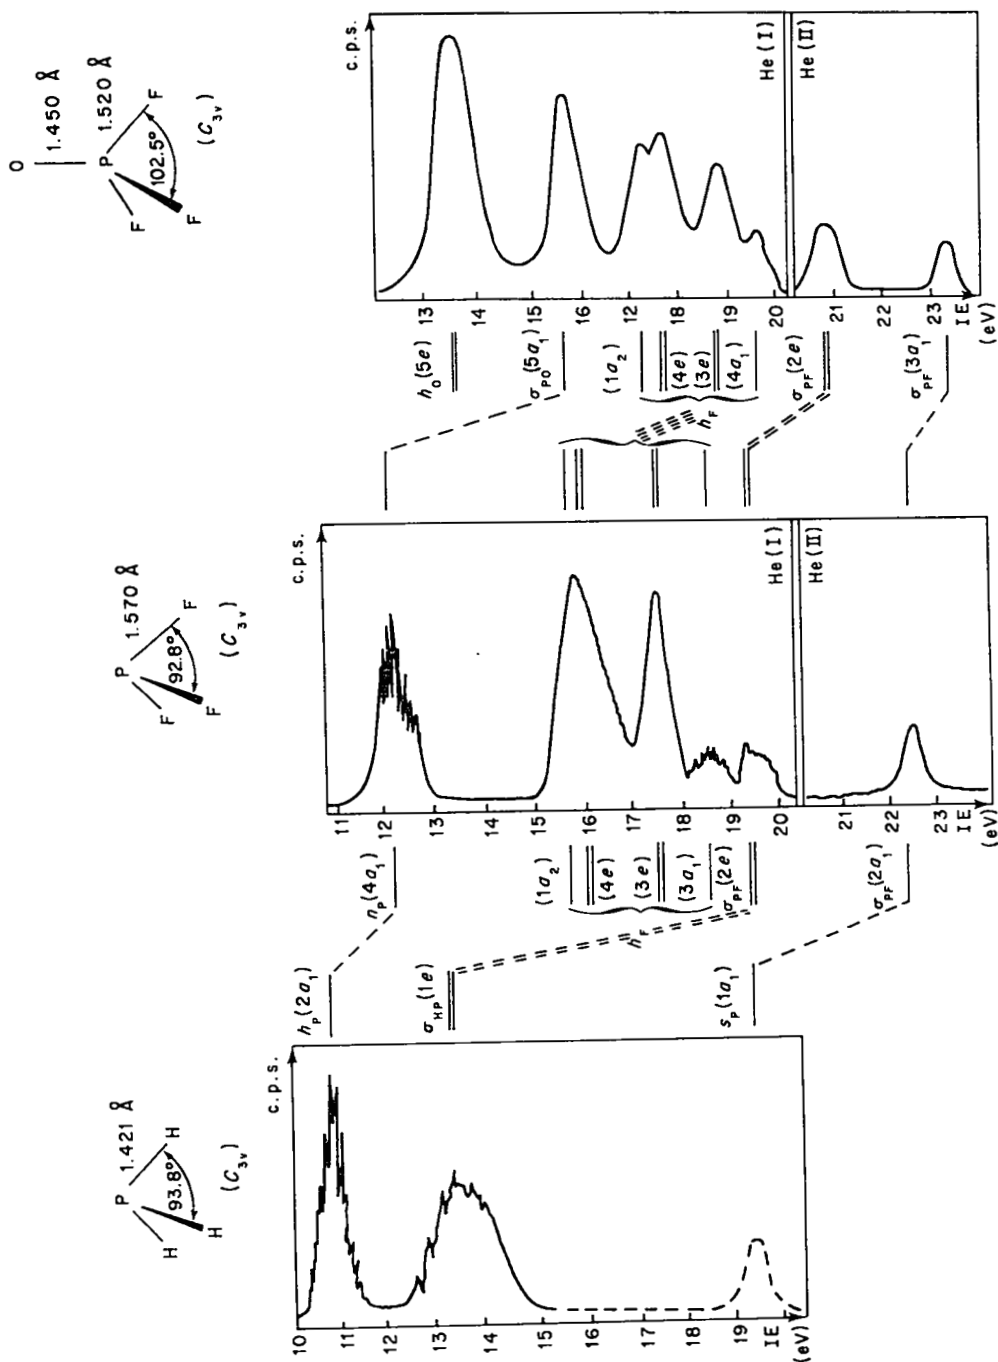 P
1.421 Å
93.8°
H
H
H
(C₃ᵥ)
c.p.s.
10 11 12 13 14 15 16 17 18 19
IE
(eV)
hₚ(2a₁)
σHP(1e)
sₚ(1a₁)
P
1.570 Å
92.8°
F
F
F
(C₃ᵥ)
nₚ(4a₁)
(1a₂)
(4e)
(3e)
(3a₁)
hF
σPF(2e)
σPF(2a₁)
c.p.s.
He(I)
He(II)
11 12 13 14 15 16 17 18 19 20 21 22 23
IE
(eV)
O
1.450 Å
P
1.520 Å
102.5°
F
F
F
(C₃ᵥ)
hO(5e)
σPO(5a₁)
(1a₂)
(4e)
(3e)
(4a₁)
hF
σPF(2e)
σPF(3a₁)
c.p.s.
He(I)
He(II)
13 14 15 16 12 18 19 20 22 23
IE
(eV)